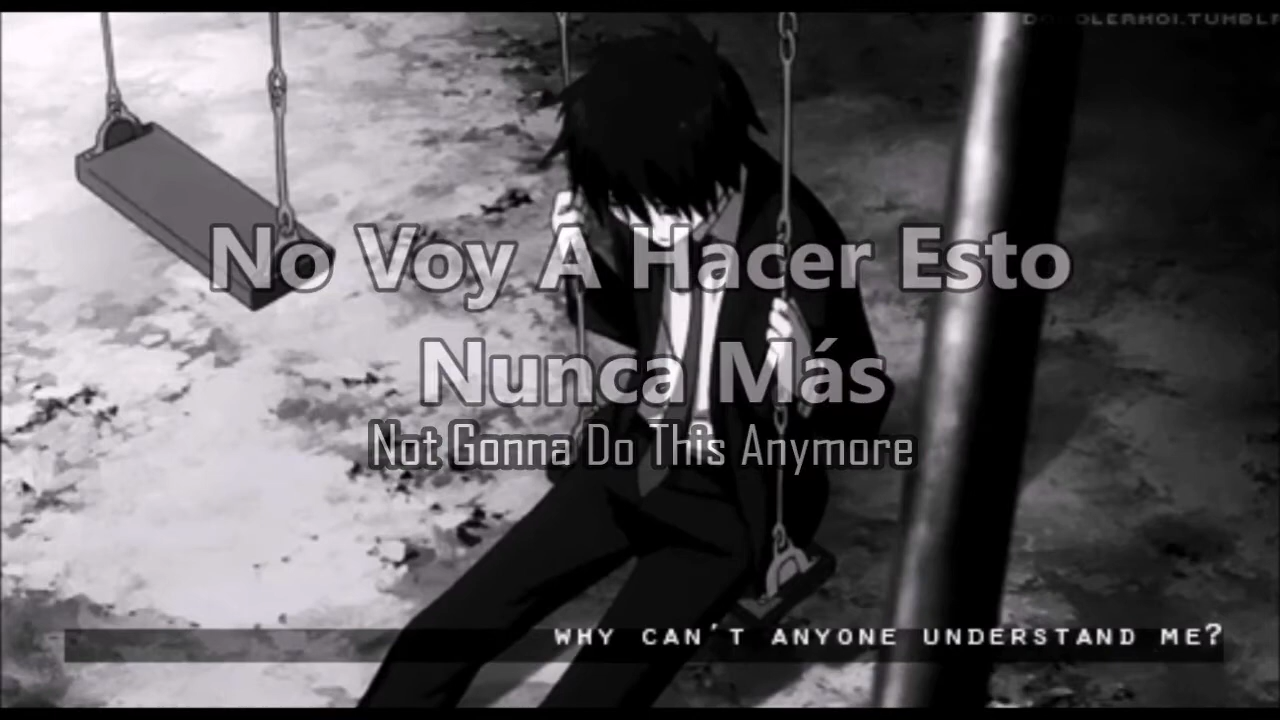 No Voy A Hacer Esto
Nunca Más
Not Gonna Do This Anymore
WHY CAN'T ANYONE UNDERSTAND ME?